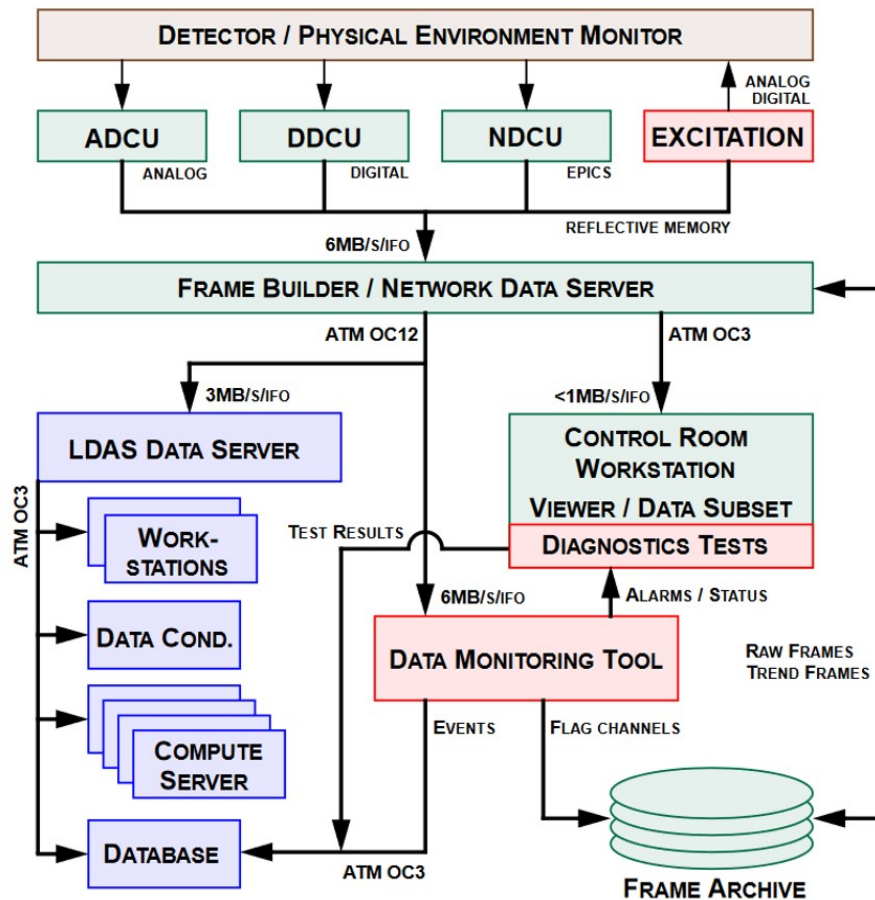 DETECTOR / PHYSICAL ENVIRONMENT MONITOR
ANALOG
DIGITAL
ADCU
DDCU
NDCU
EXCITATION
ANALOG
DIGITAL
EPICS
REFLECTIVE MEMORY
6MB/S/IFO
FRAME BUILDER / NETWORK DATA SERVER
ATM OC12
ATM OC3
3MB/S/IFO
<1MB/S/IFO
LDAS DATA SERVER
CONTROL ROOM
WORKSTATION
VIEWER / DATA SUBSET
DIAGNOSTICS TESTS
ATM OC3
WORK-
STATIONS
TEST RESULTS
6MB/S/IFO
ALARMS / STATUS
DATA COND.
DATA MONITORING TOOL
RAW FRAMES
TREND FRAMES
EVENTS
FLAG CHANNELS
COMPUTE
SERVER
DATABASE
ATM OC3
FRAME ARCHIVE